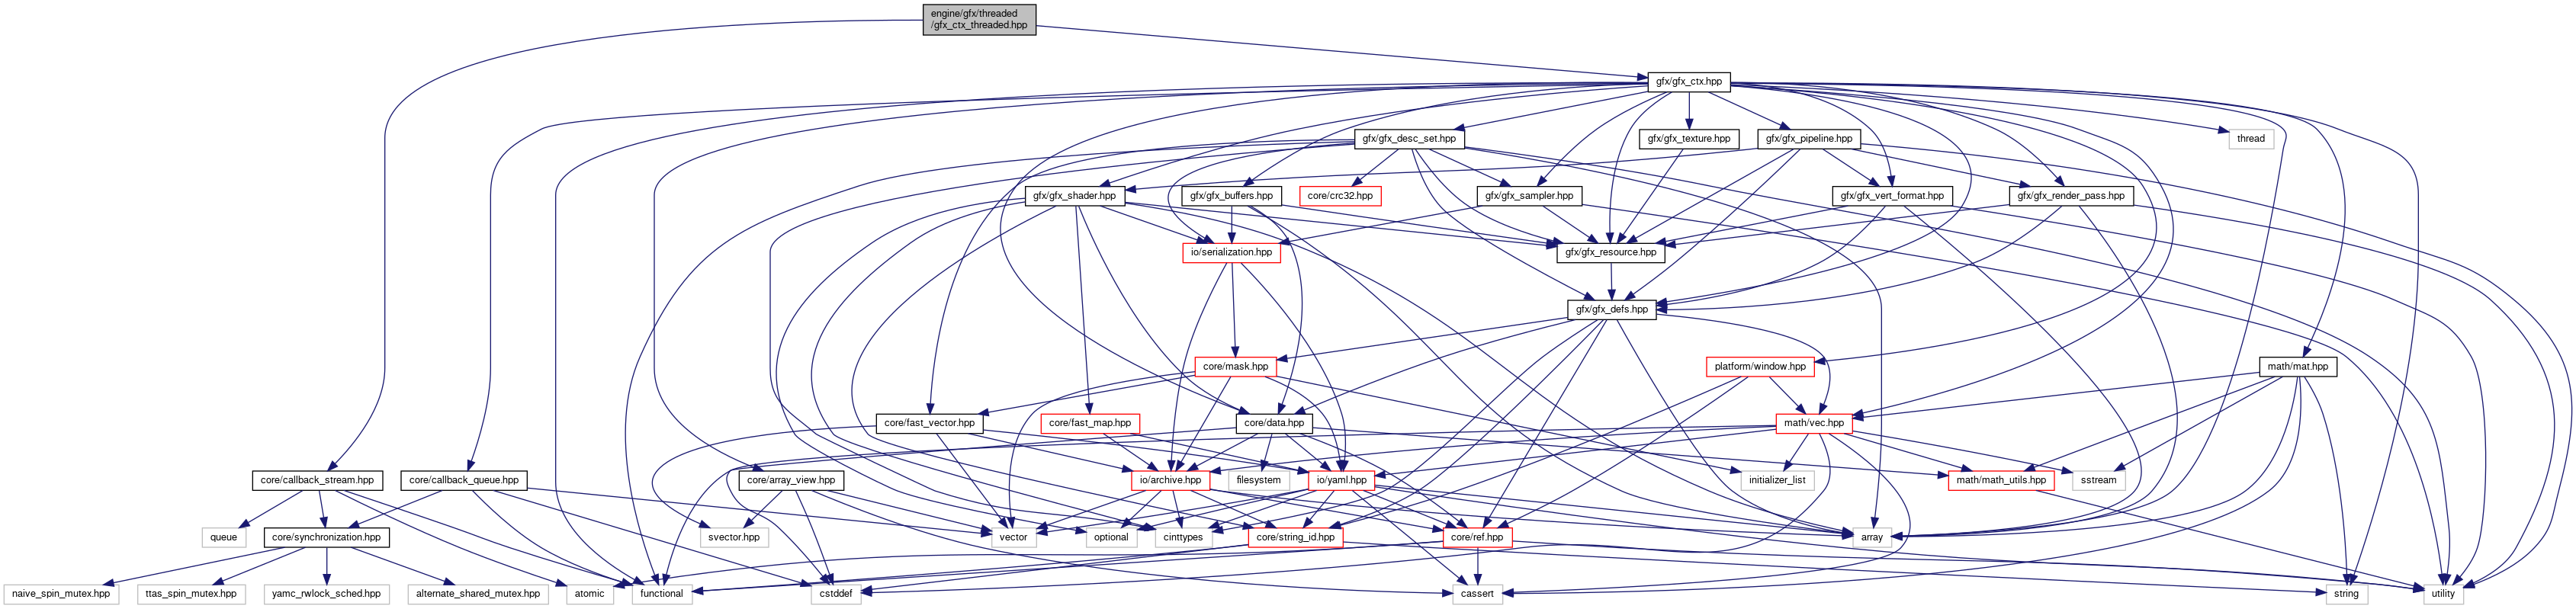 engine/gfx/threaded
/gfx_ctx_threaded.hpp
gfx/gfx_ctx.hpp
gfx/gfx_desc_set.hpp
gfx/gfx_texture.hpp
gfx/gfx_pipeline.hpp
thread
gfx/gfx_shader.hpp
gfx/gfx_buffers.hpp
core/crc32.hpp
gfx/gfx_sampler.hpp
gfx/gfx_vert_format.hpp
gfx/gfx_render_pass.hpp
io/serialization.hpp
gfx/gfx_resource.hpp
gfx/gfx_defs.hpp
core/mask.hpp
platform/window.hpp
math/mat.hpp
core/fast_vector.hpp
core/fast_map.hpp
core/data.hpp
math/vec.hpp
core/callback_stream.hpp
core/callback_queue.hpp
core/array_view.hpp
io/archive.hpp
filesystem
io/yaml.hpp
initializer_list
math/math_utils.hpp
sstream
queue
core/synchronization.hpp
svector.hpp
vector
optional
cinttypes
core/string_id.hpp
core/ref.hpp
array
naive_spin_mutex.hpp
ttas_spin_mutex.hpp
yamc_rwlock_sched.hpp
alternate_shared_mutex.hpp
atomic
functional
cstddef
cassert
string
utility